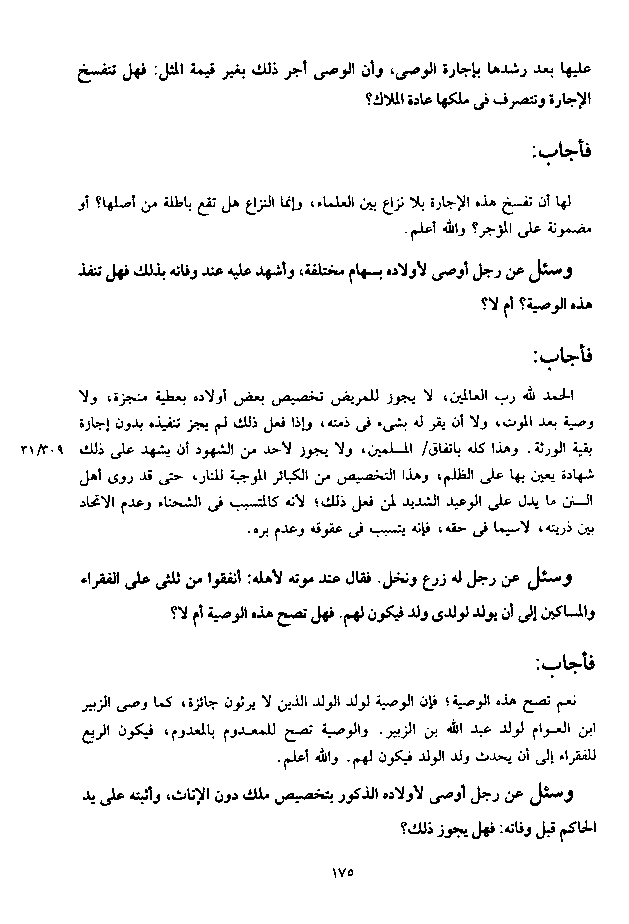 عليها بعد رشدها بإجارة الوصى، وأن الوصى أجر ذلك بغير قيمة المثل: فهل تنفسخ
الإجارة وتتصرف فى ملكها عادة الملاك؟
فأجاب:
لها أن تفسخ هذه الإجارة بلا نزاع بين العلماء، وإنما النزاع هل تقع باطلة من أصلها؟ أو
مضمونة على المؤجر؟ والله أعلم.
وسئل عن رجل أوصى لأولاده بسهام مختلفة، وأشهد عليه عند وفاته بذلك فهل تنفذ
هذه الوصية؟ أم لا؟
فأجاب:
الحمد لله رب العالمين، لا يجوز للمريض تخصيص بعض أولاده بعطية منجزة، ولا
وصية بعد الموت، ولا أن يقر له بشىء فى ذمته، وإذا فعل ذلك لم يجز تنفيذه بدون إجازة
بقية الورثة. وهذا كله باتفاق/ المسلمين، ولا يجوز لأحد من الشهود أن يشهد على ذلك ٣١/٣٠٩
شهادة يعين بها على الظلم، وهذا التخصيص من الكبائر الموجبة للنار، حتى قد روى أهل
السنن ما يدل على الوعيد الشديد لمن فعل ذلك؛ لأنه كالمتسبب فى الشحناء وعدم الاتحاد
بين ذريته، لاسيما فى حقه، فإنه يتسبب فى عقوقه وعدم بره.
وسئل عن رجل له زرع ونخل. فقال عند موته لأهله: أنفقوا من ثلثى على الفقراء
والمساكين إلى أن يولد لولدى ولد فيكون لهم. فهل تصح هذه الوصية أم لا؟
فأجاب:
نعم تصح هذه الوصية؛ فإن الوصية لولد الولد الذين لا يرثون جائزة، كما وصى الزبير
ابن العوام لولد عبد الله بن الزبير. والوصية تصح للمعدوم بالمعدوم، فيكون الريع
للفقراء إلى أن يحدث ولد الولد فيكون لهم. والله أعلم.
وسئل عن رجل أوصى لأولاده الذكور بتخصيص ملك دون الإناث، وأثبته على يد
الحاكم قبل وفاته: فهل يجوز ذلك؟
١٧٥